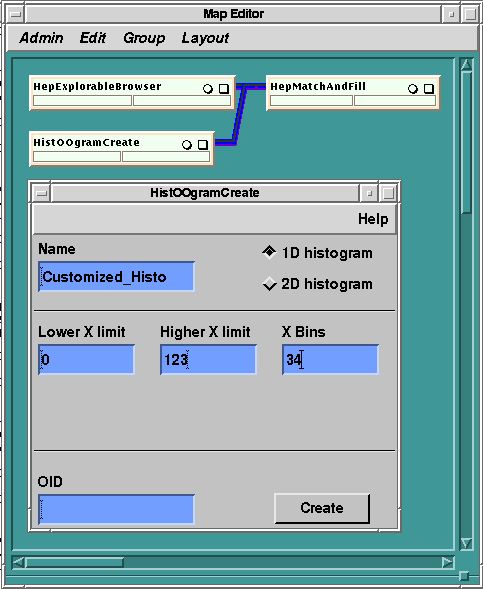 Map Editor
Admin Edit Group Layout
HepExplorableBrowser
HepMatchAndFill
HistOOgramCreate
HistOOgramCreate
Help
Name
1D histogram
Customized_Histo
2D histogram
Lower X limit Higher X limit X Bins
0 123 34
OID
Create